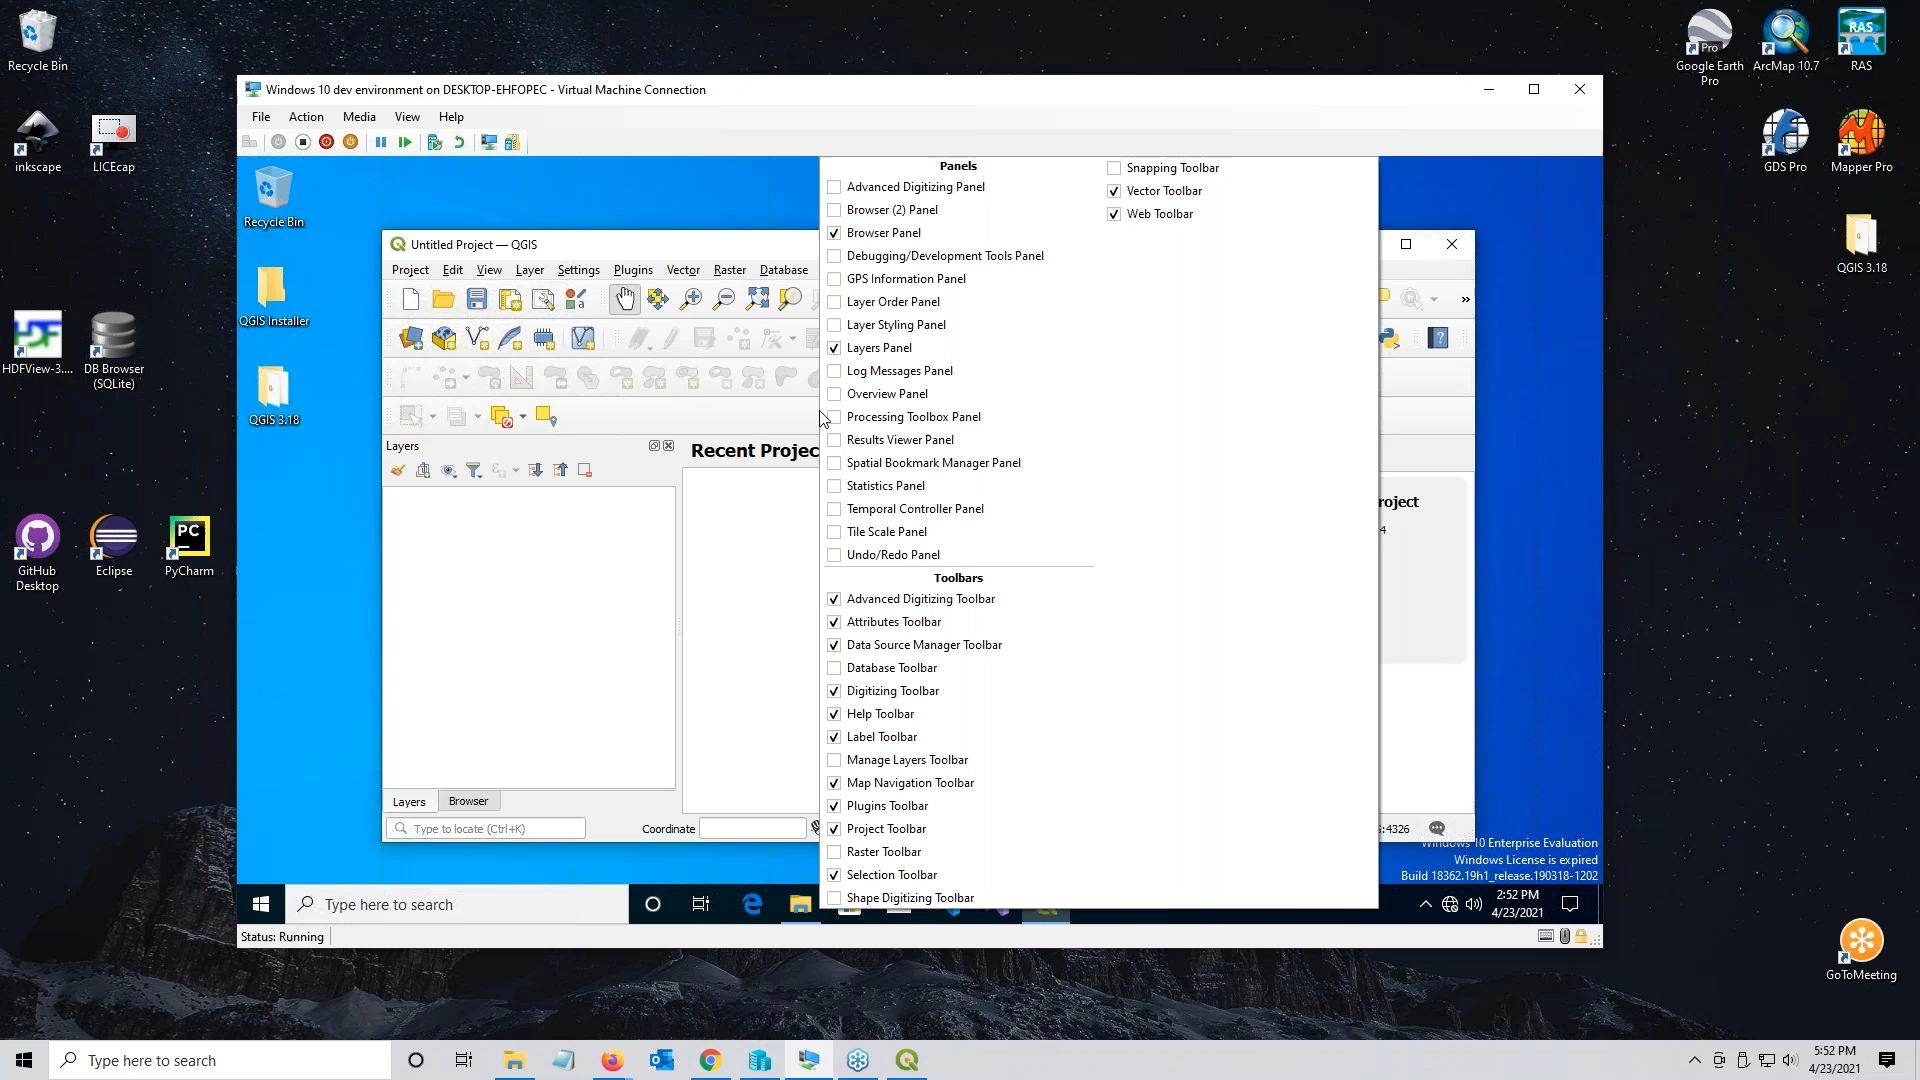 Recycle Bin
inkscape
LICEcap
HDFView-3....
DB Browser
(SQLite)
GitHub
Desktop
Eclipse
PyCharm
Google Earth
Pro
ArcMap 10.7
RAS
GDS Pro
Mapper Pro
QGIS 3.18
GoToMeeting
Windows 10 dev environment on DESKTOP-EHFOPEC - Virtual Machine Connection
File Action Media View Help
Recycle Bin
QGIS Installer
QGIS 3.18
Untitled Project — QGIS
Project Edit View Layer Settings Plugins Vector Raster Database
Layers
Recent Projec
roject
4
Layers Browser
Type to locate (Ctrl+K)
Coordinate
:4326
Panels
Advanced Digitizing Panel
Browser (2) Panel
Browser Panel
Debugging/Development Tools Panel
GPS Information Panel
Layer Order Panel
Layer Styling Panel
Layers Panel
Log Messages Panel
Overview Panel
Processing Toolbox Panel
Results Viewer Panel
Spatial Bookmark Manager Panel
Statistics Panel
Temporal Controller Panel
Tile Scale Panel
Undo/Redo Panel
Toolbars
Advanced Digitizing Toolbar
Attributes Toolbar
Data Source Manager Toolbar
Database Toolbar
Digitizing Toolbar
Help Toolbar
Label Toolbar
Manage Layers Toolbar
Map Navigation Toolbar
Plugins Toolbar
Project Toolbar
Raster Toolbar
Selection Toolbar
Shape Digitizing Toolbar
Snapping Toolbar
Vector Toolbar
Web Toolbar
Windows 10 Enterprise Evaluation
Windows License is expired
Build 18362.19h1_release.190318-1202
Type here to search
2:52 PM
4/23/2021
Status: Running
Type here to search
5:52 PM
4/23/2021